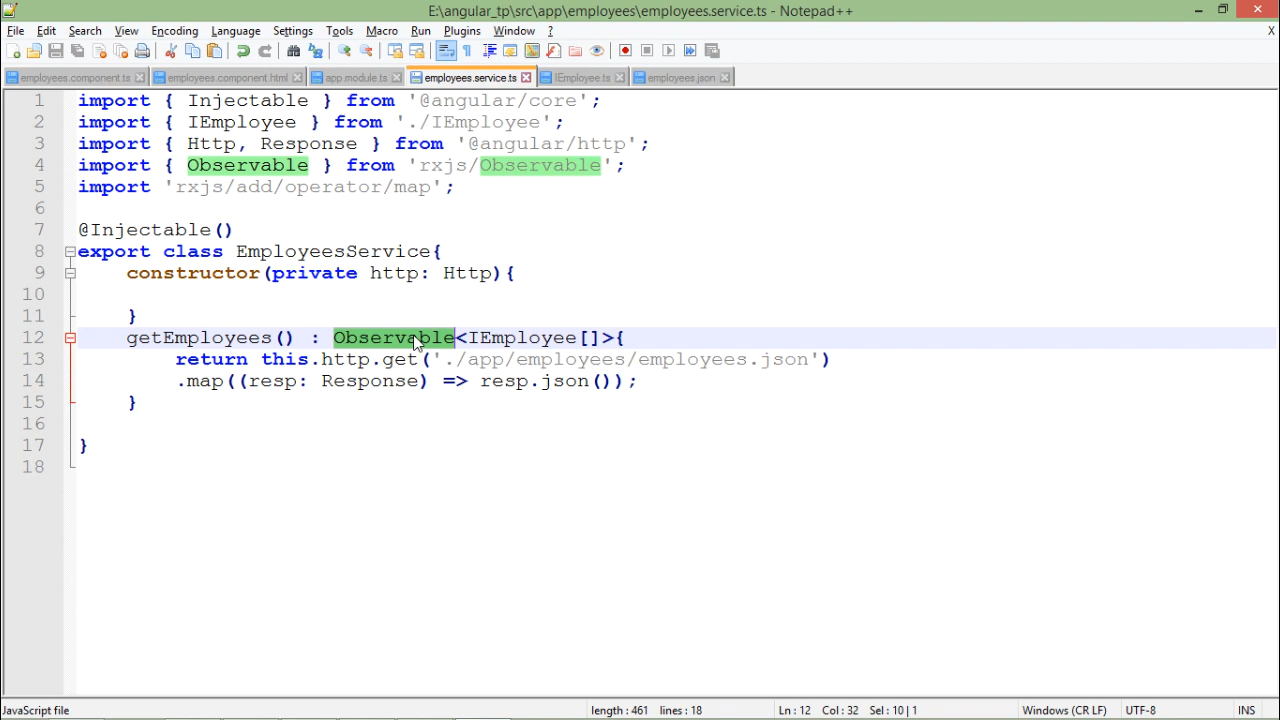 E:\angular_tp\src\app\employees\employees.service.ts - Notepad++
File Edit Search View Encoding Language Settings Tools Macro Run Plugins Window ? X
employees.component.ts employees.component.html app.module.ts employees.service.ts IEmployee.ts employees.json
1 import { Injectable } from '@angular/core';
2 import { IEmployee } from './IEmployee';
3 import { Http, Response } from '@angular/http';
4 import { Observable } from 'rxjs/Observable';
5 import 'rxjs/add/operator/map';
6
7 @Injectable()
8 export class EmployeesService{
9 constructor(private http: Http){
10
11 }
12 getEmployees() : Observable<IEmployee[]>{
13 return this.http.get('./app/employees/employees.json')
14 .map((resp: Response) => resp.json());
15 }
16
17 }
18
JavaScript file length : 461 lines : 18 Ln : 12 Col : 32 Sel : 10 | 1 Windows (CR LF) UTF-8 INS